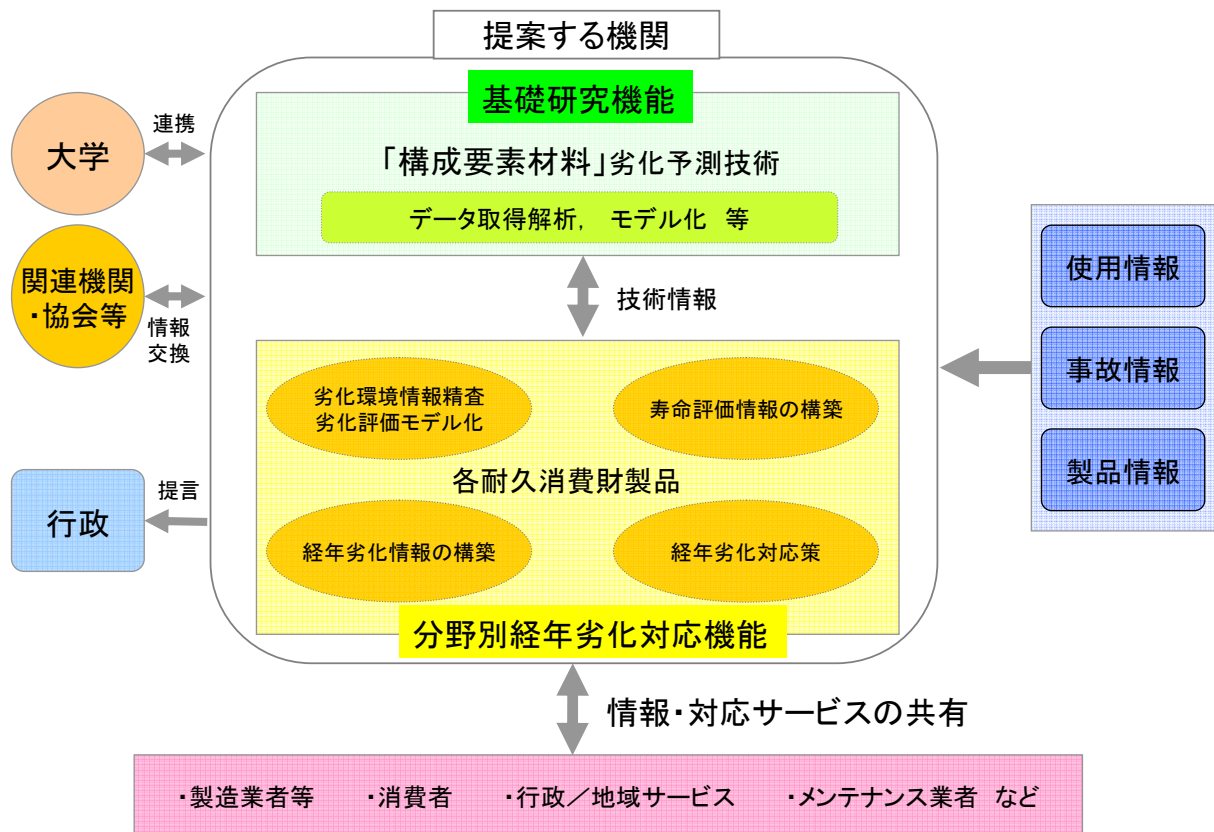 提案する機関
基礎研究機能
「構成要素材料」劣化予測技術
データ取得解析， モデル化 等
大学
連携
関連機関
・協会等
情報
交換
技術情報
使用情報
事故情報
製品情報
劣化環境情報精査
劣化評価モデル化
寿命評価情報の構築
各耐久消費財製品
経年劣化情報の構築
経年劣化対応策
分野別経年劣化対応機能
行政
提言
情報・対応サービスの共有
・製造業者等 ・消費者 ・行政／地域サービス ・メンテナンス業者 など